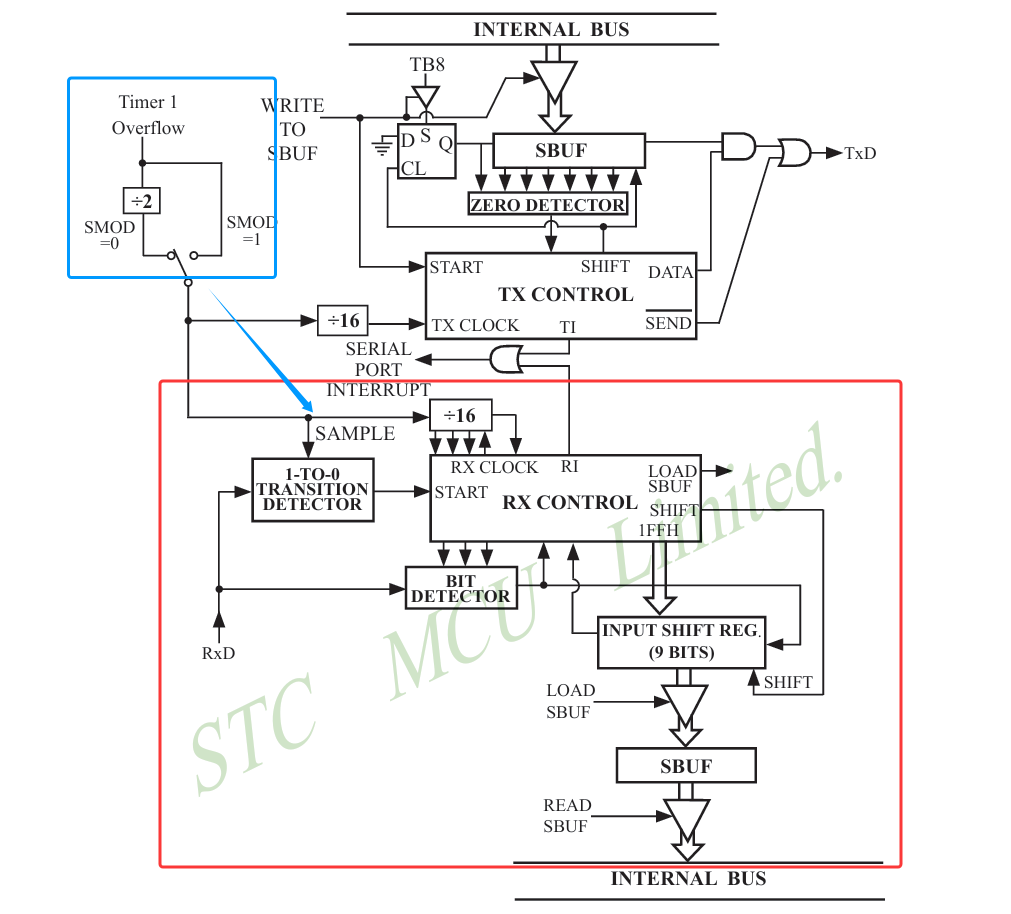 INTERNAL BUS
TB8
Timer 1
Overflow
WRITE
TO
SBUF
D S Q
CL
SBUF
TxD
÷2
ZERO DETECTOR
SMOD
=0
SMOD
=1
START
SHIFT
DATA
TX CONTROL
÷16
TX CLOCK
TI
SEND
SERIAL
PORT
INTERRUPT
÷16
SAMPLE
RX CLOCK
RI
LOAD
SBUF
1-TO-0
TRANSITION
DETECTOR
START
RX CONTROL
SHIFT
1FFH
BIT
DETECTOR
RxD
INPUT SHIFT REG.
(9 BITS)
SHIFT
LOAD
SBUF
SBUF
READ
SBUF
INTERNAL BUS
STC MCU Limited.